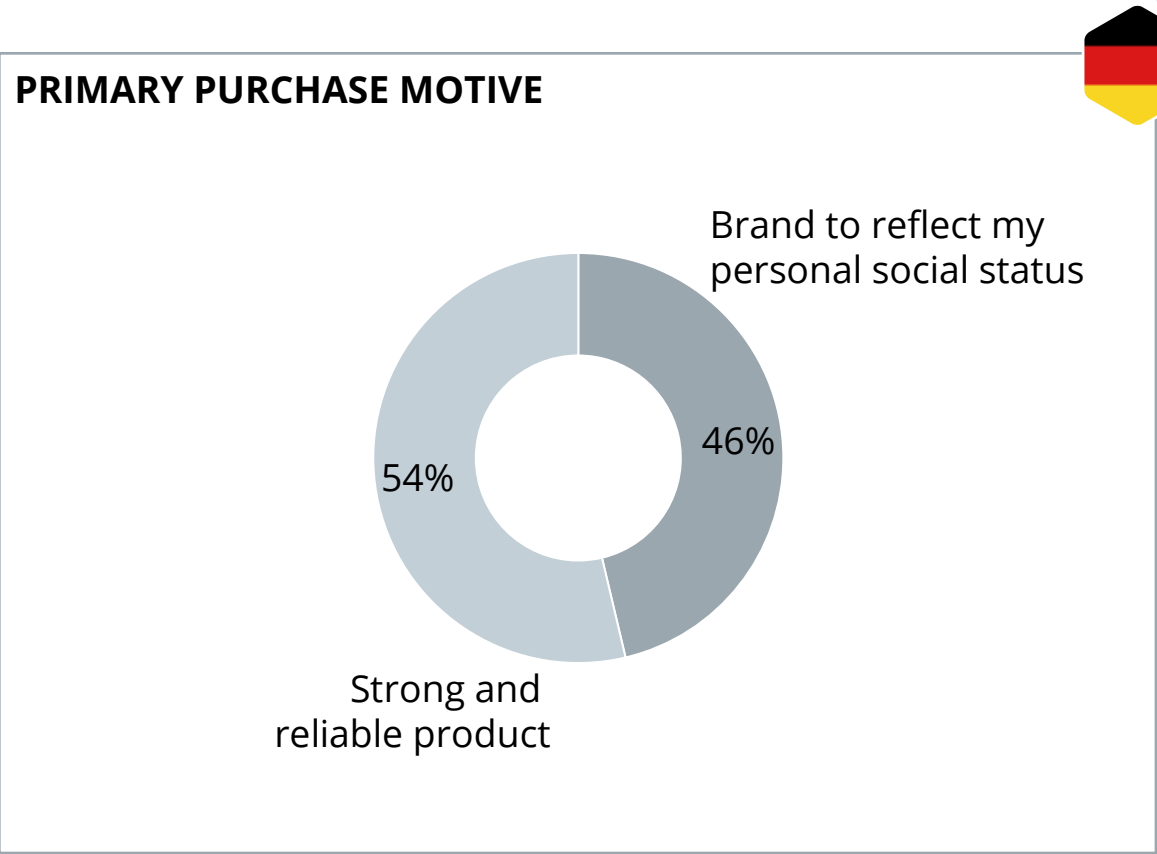 PRIMARY PURCHASE MOTIVE
Brand to reflect my
personal social status
46%
54%
Strong and
reliable product